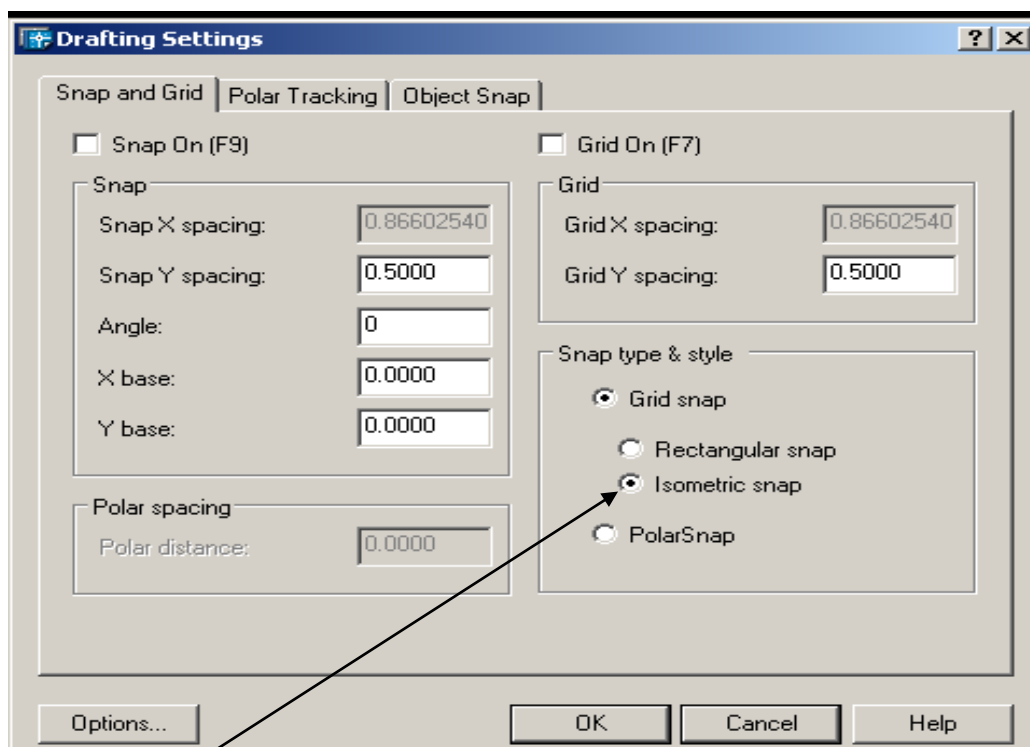 Drafting Settings
Snap and Grid
Polar Tracking
Object Snap
Snap On (F9)
Snap
Snap X spacing: 0.86602540
Snap Y spacing: 0.5000
Angle: 0
X base: 0.0000
Y base: 0.0000
Polar spacing
Polar distance: 0.0000
Grid On (F7)
Grid
Grid X spacing: 0.86602540
Grid Y spacing: 0.5000
Snap type & style
Grid snap
Rectangular snap
Isometric snap
PolarSnap
Options...
OK
Cancel
Help